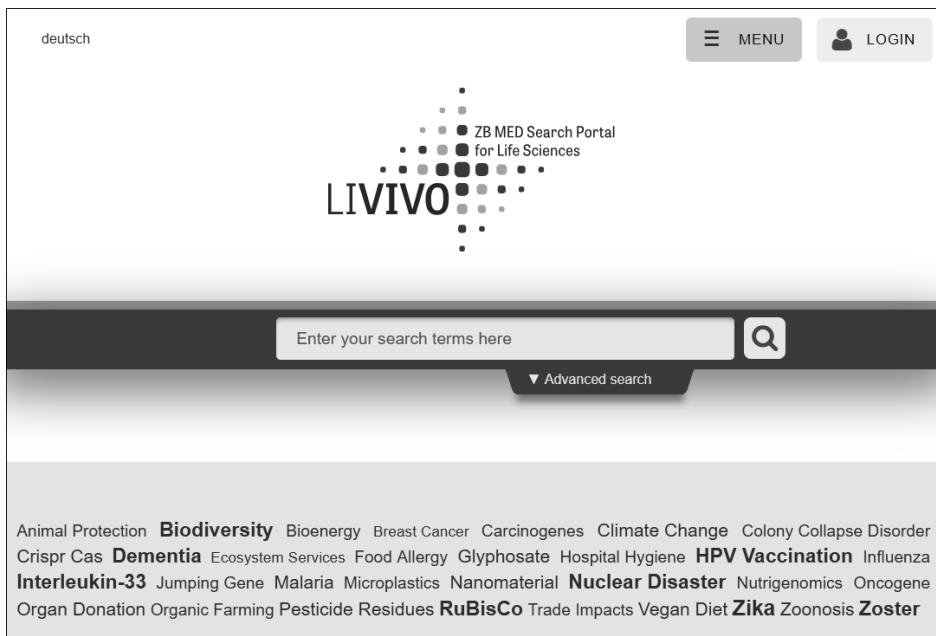 deutsch
MENU
LOGIN
ZB MED Search Portal
for Life Sciences
LIVIVO
Enter your search terms here
▼ Advanced search
Animal Protection Biodiversity Bioenergy Breast Cancer Carcinogenes Climate Change Colony Collapse Disorder
Crispr Cas Dementia Ecosystem Services Food Allergy Glyphosate Hospital Hygiene HPV Vaccination Influenza
Interleukin-33 Jumping Gene Malaria Microplastics Nanomaterial Nuclear Disaster Nutrigenomics Oncogene
Organ Donation Organic Farming Pesticide Residues RuBisCo Trade Impacts Vegan Diet Zika Zoonosis Zoster